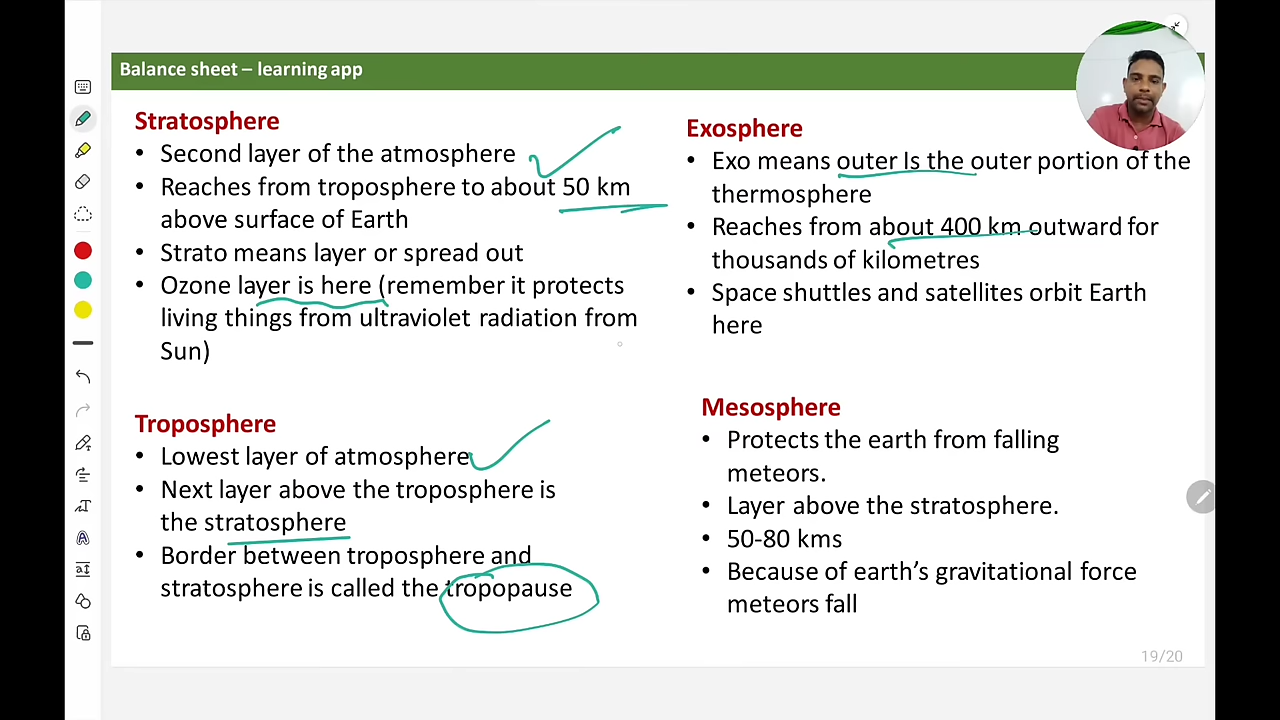 Balance sheet – learning app
Stratosphere
• Second layer of the atmosphere
• Reaches from troposphere to about 50 km
above surface of Earth
• Strato means layer or spread out
• Ozone layer is here (remember it protects
living things from ultraviolet radiation from
Sun)
Troposphere
• Lowest layer of atmosphere
• Next layer above the troposphere is
the stratosphere
• Border between troposphere and
stratosphere is called the tropopause
Exosphere
• Exo means outer Is the outer portion of the
thermosphere
• Reaches from about 400 km outward for
thousands of kilometres
• Space shuttles and satellites orbit Earth
here
Mesosphere
• Protects the earth from falling
meteors.
• Layer above the stratosphere.
• 50-80 kms
• Because of earth’s gravitational force
meteors fall
19/20